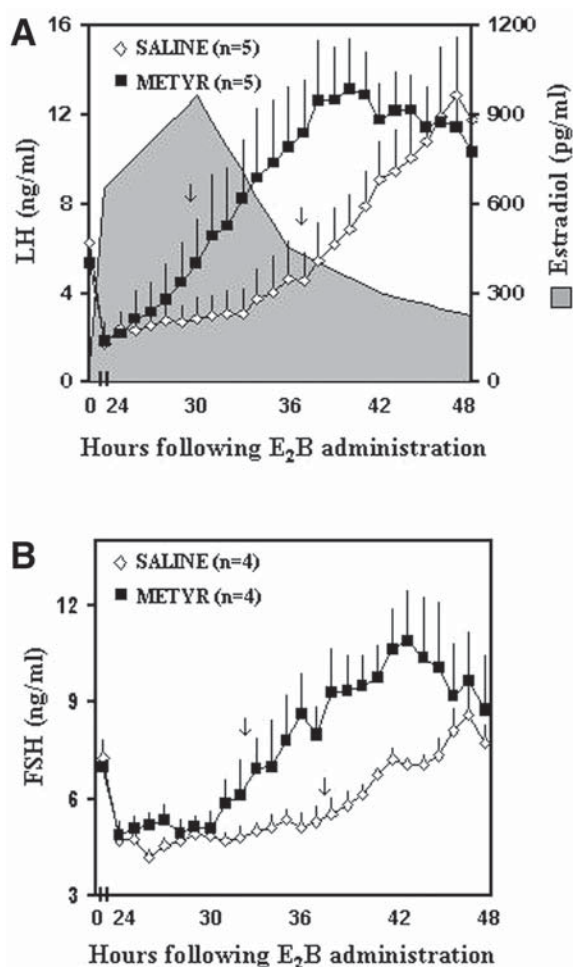 A
16
12
8
4
0
LH (ng/ml)
SALINE (n=5)
METYR (n=5)
1200
900
600
300
0
Estradiol (pg/ml)
0 24 30 36 42 48
Hours following E₂B administration
B
12
9
6
3
FSH (ng/ml)
SALINE (n=4)
METYR (n=4)
0 24 30 36 42 48
Hours following E₂B administration